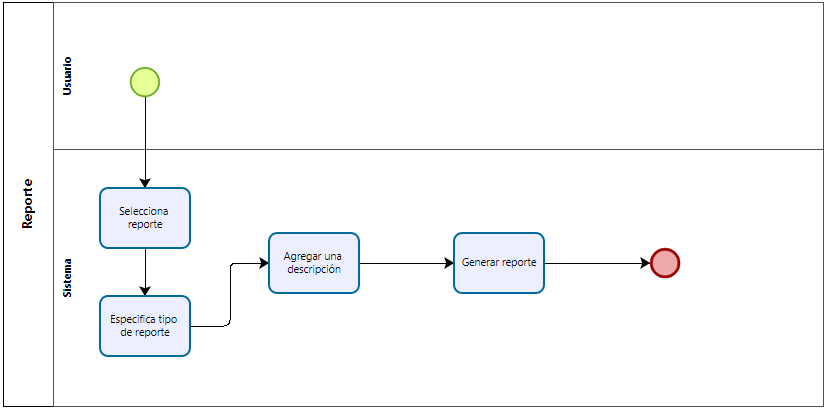 Reporte
Usuario
Sistema
Selecciona
reporte
Especifica tipo
de reporte
Agregar una
descripción
Generar reporte